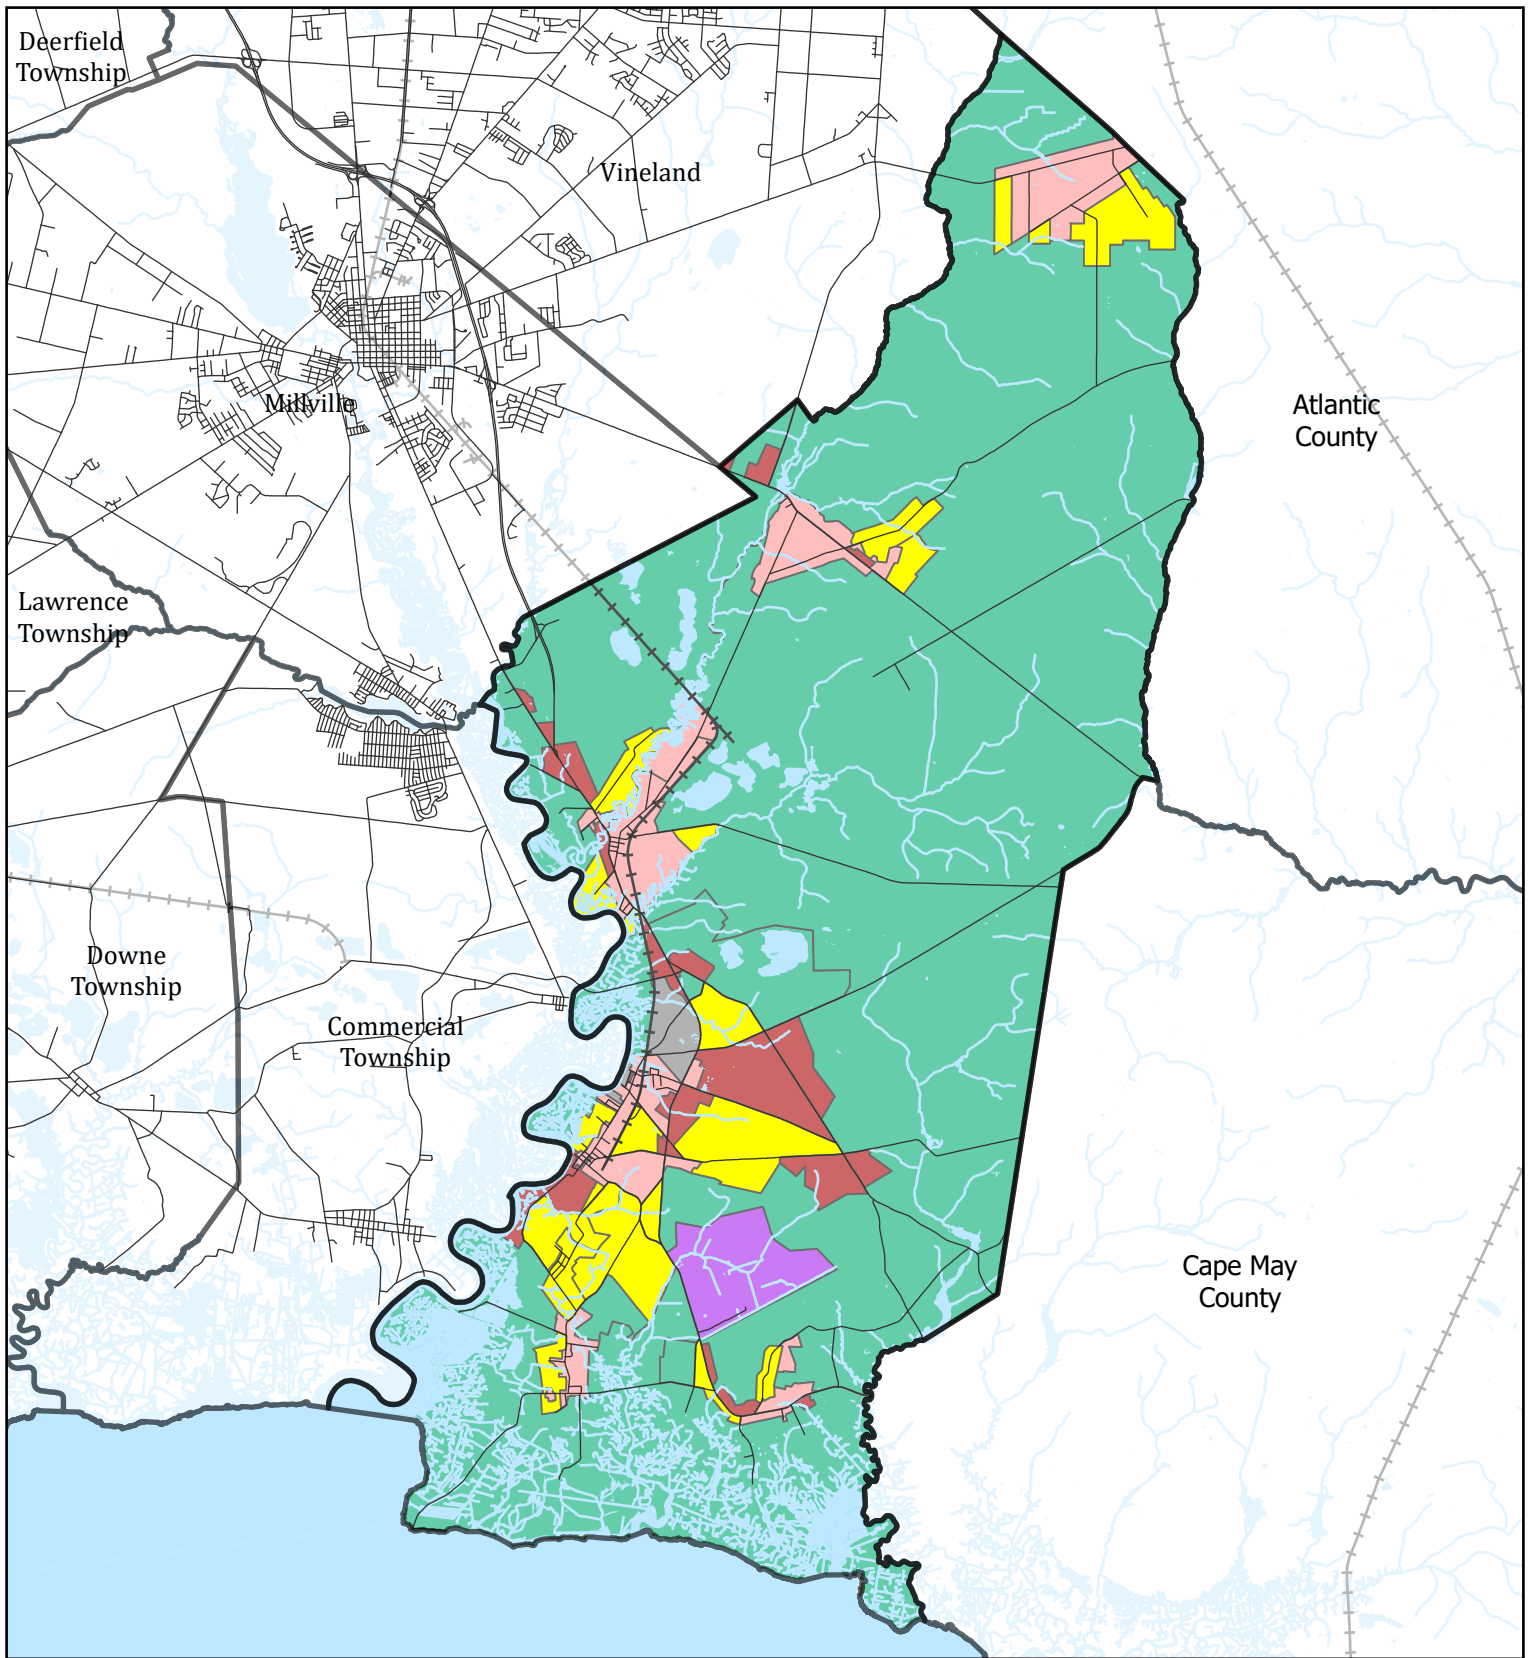 Deerfield
Township
Vineland
Millville
Atlantic
County
Lawrence
Township
Downe
Township
Commercial
Township
Cape May
County